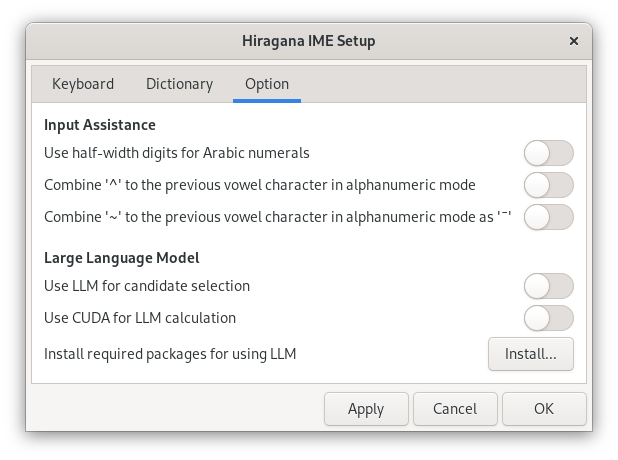 Hiragana IME Setup ×
Keyboard Dictionary Option
Input Assistance
Use half-width digits for Arabic numerals
Combine '^' to the previous vowel character in alphanumeric mode
Combine '~' to the previous vowel character in alphanumeric mode as '¯'
Large Language Model
Use LLM for candidate selection
Use CUDA for LLM calculation
Install required packages for using LLM Install...
Apply Cancel OK